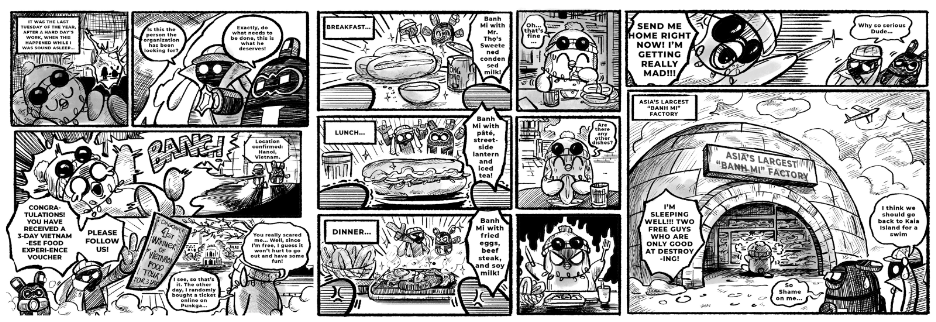 IT WAS THE LAST
TUESDAY OF THE YEAR,
AFTER A HARD DAY'S
WORK, WHEN THIS
HAPPENED WHILE I
WAS SOUND ASLEEP...
Is this the
person the
organization
has been
looking for?
Exactly, do
what needs
to be done,
this is what
he deserves!
BANG!
Location
confirmed:
Hanoi,
Vietnam.
CONGRA-
TULATIONS!
YOU HAVE
RECEIVED A
3-DAY VIETNAM
-ESE FOOD
EXPERI-ENCE
VOUCHER
PLEASE
FOLLOW
US!
Winner
FOOD
TOUR
I see, so that's
it. The other
day, I randomly
bought a ticket
online on
Punkga...
You really scared
me... Well, since
I'm free, I guess it
won't hurt to go
out and have some
fun!
BREAKFAST...
Banh
Mi with
Mr.
Tho's
Sweete
ned
conden
sed
milk!
Oh...
that's
fine
...
LUNCH...
Banh
Mi with
pâté,
street-
side
lantern
and
iced
tea!
Are
there
any
other
dishes?
DINNER...
Banh
Mi with
fried
eggs,
beef
steak,
and soy
milk!
SEND ME
HOME RIGHT
NOW! I'M
GETTING
REALLY
MAD!!!
Why so serious
Dude...
ASIA'S LARGEST
"BANH MI"
FACTORY
ASIA'S LARGEST
"BANH MI" FACTORY
I'M
SLEEPING
WELL!!! TWO
FREE GUYS
WHO ARE
ONLY GOOD
AT DESTROY
-ING!
I think we
should go
back to Kala
Island for a
swim
So
Shame
on me...